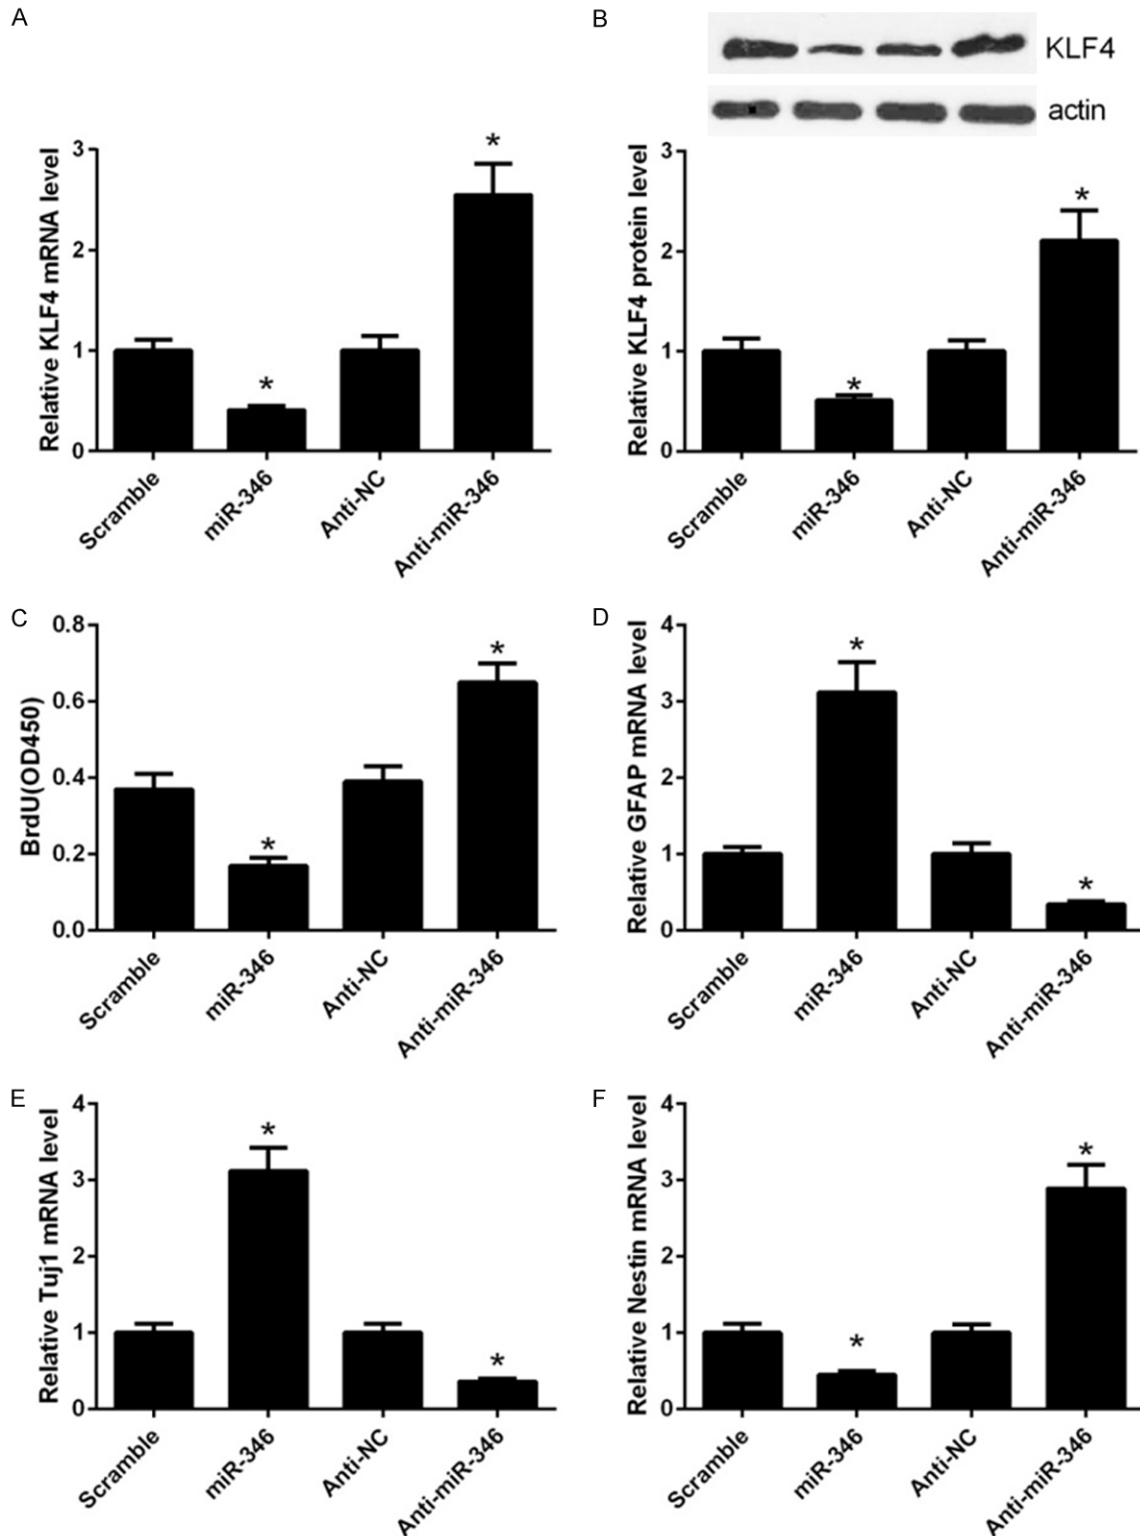 A
3
2
1
0
Relative KLF4 mRNA level
*
*
Scramble
miR-346
Anti-NC
Anti-miR-346
B
KLF4
actin
3
2
1
0
Relative KLF4 protein level
*
*
Scramble
miR-346
Anti-NC
Anti-miR-346
C
0.8
0.6
0.4
0.2
0.0
BrdU(OD450)
*
*
Scramble
miR-346
Anti-NC
Anti-miR-346
D
4
3
2
1
0
Relative GFAP mRNA level
*
*
Scramble
miR-346
Anti-NC
Anti-miR-346
E
4
3
2
1
0
Relative Tuj1 mRNA level
*
*
Scramble
miR-346
Anti-NC
Anti-miR-346
F
4
3
2
1
0
Relative Nestin mRNA level
*
*
Scramble
miR-346
Anti-NC
Anti-miR-346